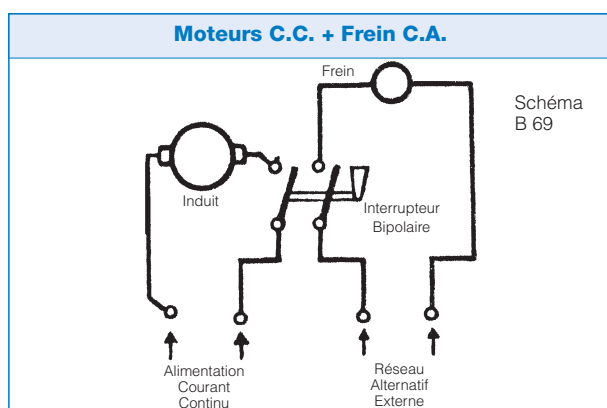 Moteurs C.C. + Frein C.A.
Frein
Schéma
B 69
Induit
Interrupteur
Bipolaire
Alimentation
Courant
Continu
Réseau
Alternatif
Externe